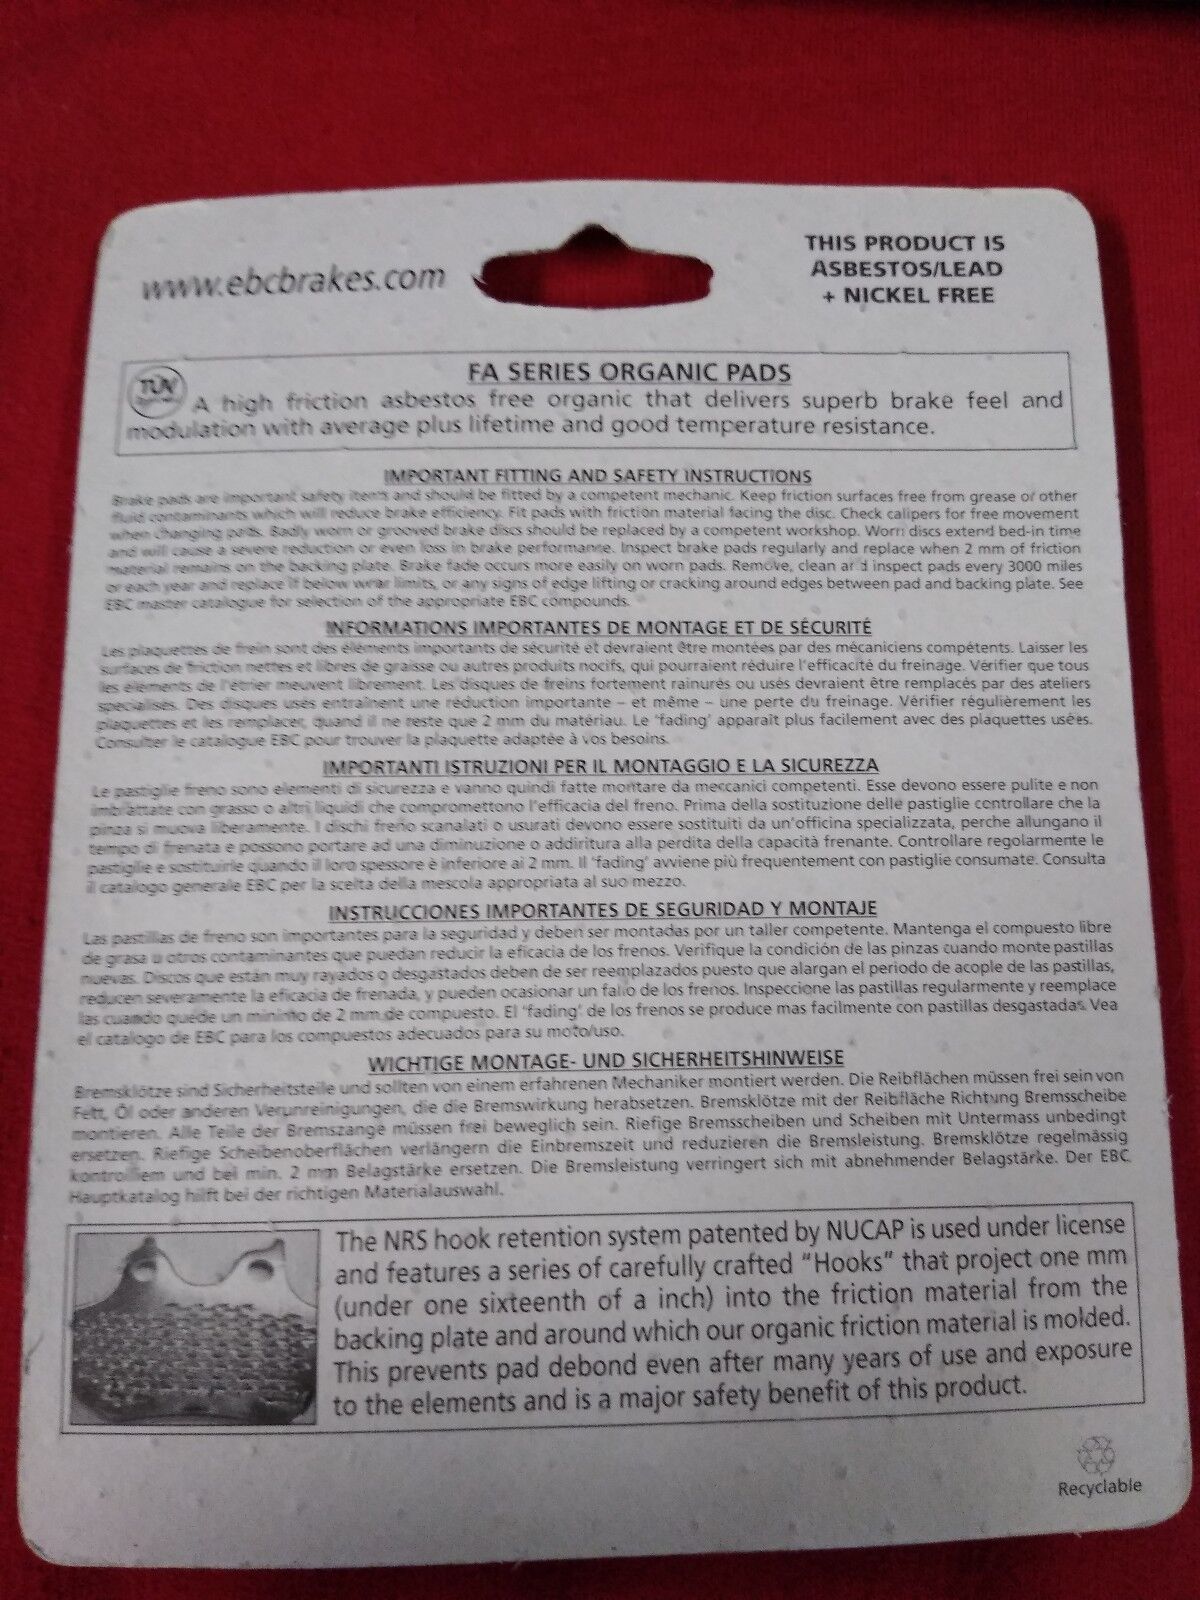 www.ebcbrakes.com
THIS PRODUCT IS
ASBESTOS/LEAD
+ NICKEL FREE
FA SERIES ORGANIC PADS
TÜV
A high friction asbestos free organic that delivers superb brake feel and
modulation with average plus lifetime and good temperature resistance.
IMPORTANT FITTING AND SAFETY INSTRUCTIONS
Brake pads are important safety items and should be fitted by a competent mechanic. Keep friction surfaces free from grease or other
fluid contaminants which will reduce brake efficiency. Fit pads with friction material facing the disc. Check calipers for free movement
when changing pads. Badly worn or grooved brake discs should be replaced by a competent workshop. Worn discs extend bed-in time
and will cause a severe reduction or even loss in brake performance. Inspect brake pads regularly and replace when 2 mm of friction
material remains on the backing plate. Brake fade occurs more easily on worn pads. Remove, clean and inspect pads every 3000 miles
or each year and replace if below wear limits, or any signs of edge lifting or cracking around edges between pad and backing plate. See
EBC master catalogue for selection of the appropriate EBC compounds.
INFORMATIONS IMPORTANTES DE MONTAGE ET DE SÉCURITÉ
Les plaquettes de frein sont des éléments importants de sécurité et devraient être montées par des mécaniciens compétents. Laisser les
surfaces de friction nettes et libres de graisse ou autres produits nocifs, qui pourraient réduire l'efficacité du freinage. Vérifier que tous
les éléments de l'étrier meuvent librement. Les disques de freins fortement rainurés ou usés devraient être remplacés par des ateliers
specialisés. Des disques usés entraînent une réduction importante – et même – une perte du freinage. Vérifier régulièrement les
plaquettes et les remplacer, quand il ne reste que 2 mm du matériau. Le 'fading' apparaît plus facilement avec des plaquettes usées.
Consulter le catalogue EBC pour trouver la plaquette adaptée à vos besoins.
IMPORTANTI ISTRUZIONI PER IL MONTAGGIO E LA SICUREZZA
Le pastiglie freno sono elementi di sicurezza e vanno quindi fatte montare da meccanici competenti. Esse devono essere pulite e non
imbrattate con grasso o altri liquidi che compromettono l'efficacia del freno. Prima della sostituzione delle pastiglie controllare che la
pinza si muova liberamente. I dischi freno scanalati o usurati devono essere sostituiti da un'officina specializzata, perche allungano il
tempo di frenata e possono portare ad una diminuzione o addiritura alla perdita della capacità frenante. Controllare regolarmente le
pastiglie e sostituirle quando il loro spessore è inferiore ai 2 mm. Il 'fading' avviene più frequentemente con pastiglie consumate. Consulta
il catalogo generale EBC per la scelta della mescola appropriata al suo mezzo.
INSTRUCCIONES IMPORTANTES DE SEGURIDAD Y MONTAJE
Las pastillas de freno son importantes para la seguridad y deben ser montadas por un taller competente. Mantenga el compuesto libre
de grasa u otros contaminantes que puedan reducir la eficacia de los frenos. Verifique la condición de las pinzas cuando monte pastillas
nuevas. Discos que están muy rayados o desgastados deben de ser reemplazados puesto que alargan el periodo de acople de las pastillas,
reducen severamente la eficacia de frenada, y pueden ocasionar un fallo de los frenos. Inspeccione las pastillas regularmente y reemplace
las cuando quede un minimo de 2 mm de compuesto. El 'fading' de los frenos se produce mas facilmente con pastillas desgastadas. Vea
el catalogo de EBC para los compuestos adecuados para su moto/uso.
WICHTIGE MONTAGE- UND SICHERHEITSHINWEISE
Bremsklötze sind Sicherheitsteile und sollten von einem erfahrenen Mechaniker montiert werden. Die Reibflächen müssen frei sein von
Fett, Öl oder anderen Verunreinigungen, die die Bremswirkung herabsetzen. Bremsklötze mit der Reibfläche Richtung Bremsscheibe
montieren. Alle Teile der Bremszange müssen frei beweglich sein. Riefige Bremsscheiben und Scheiben mit Untermass unbedingt
ersetzen. Riefige Scheibenoberflächen verlängern die Einbremszeit und reduzieren die Bremsleistung. Bremsklötze regelmässig
kontrolliern und bei min. 2 mm Belagstärke ersetzen. Die Bremsleistung verringert sich mit abnehmender Belagstärke. Der EBC
Hauptkatalog hilft bei der richtigen Materialauswahl.
The NRS hook retention system patented by NUCAP is used under license
and features a series of carefully crafted "Hooks" that project one mm
(under one sixteenth of a inch) into the friction material from the
backing plate and around which our organic friction material is molded.
This prevents pad debond even after many years of use and exposure
to the elements and is a major safety benefit of this product.
Recyclable